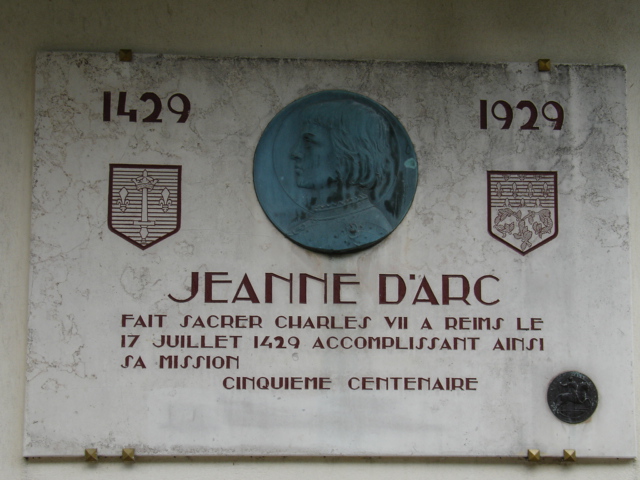 1429 1929
JEANNE D'ARC
FAIT SACRER CHARLES VII A REIMS LE
17 JUILLET 1429 ACCOMPLISSANT AINSI
SA MISSION
CINQUIEME CENTENAIRE